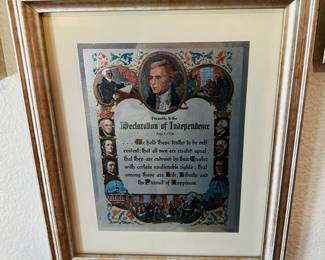 Preamble to the
Declaration of Independence
July 4, 1776
. . . . We hold these truths to be self
evident: that all men are created equal,
that they are endowed by their Creator
with certain unalienable rights; that
among these are Life, Liberty and
the Pursuit of Happiness.